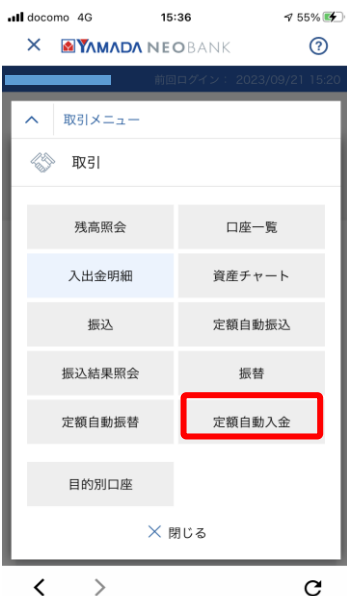 docomo 4G 15:36 55%
YAMADA NEOBANK
前回ログイン: 2023/09/21 15:20
取引メニュー
取引
残高照会 口座一覧
入出金明細 資産チャート
振込 定額自動振込
振込結果照会 振替
定額自動振替 定額自動入金
目的別口座
× 閉じる